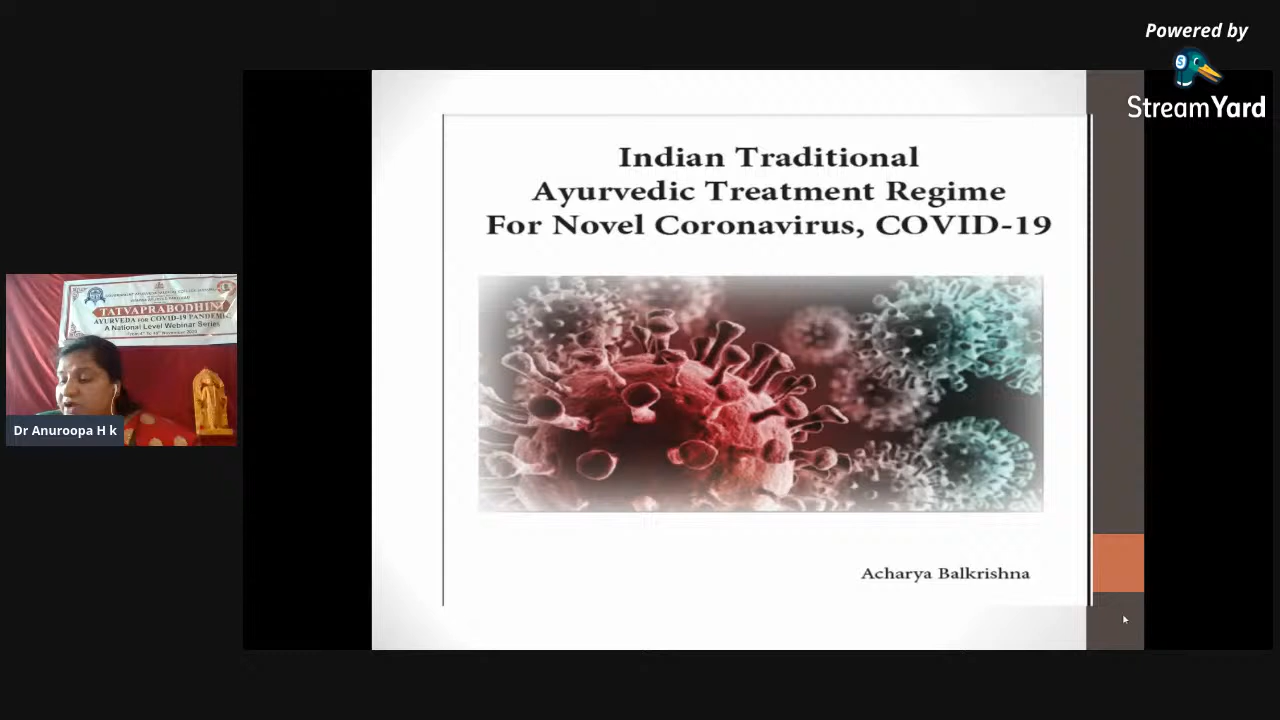 Powered by
StreamYard
Indian Traditional
Ayurvedic Treatment Regime
For Novel Coronavirus, COVID-19
Acharya Balkrishna
TATVAPRABODHINI
AYURVEDA FOR COVID-19 PANDEMIC
A National Level Webinar Series
Dr Anuroopa H k